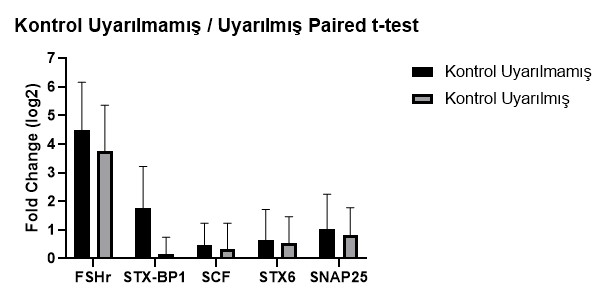 Kontrol Uyarılmamış / Uyarılmış Paired t-test
Fold Change (log2)
7
6
5
4
3
2
1
0
FSHr STX-BP1 SCF STX6 SNAP25
Kontrol Uyarılmamış
Kontrol Uyarılmış